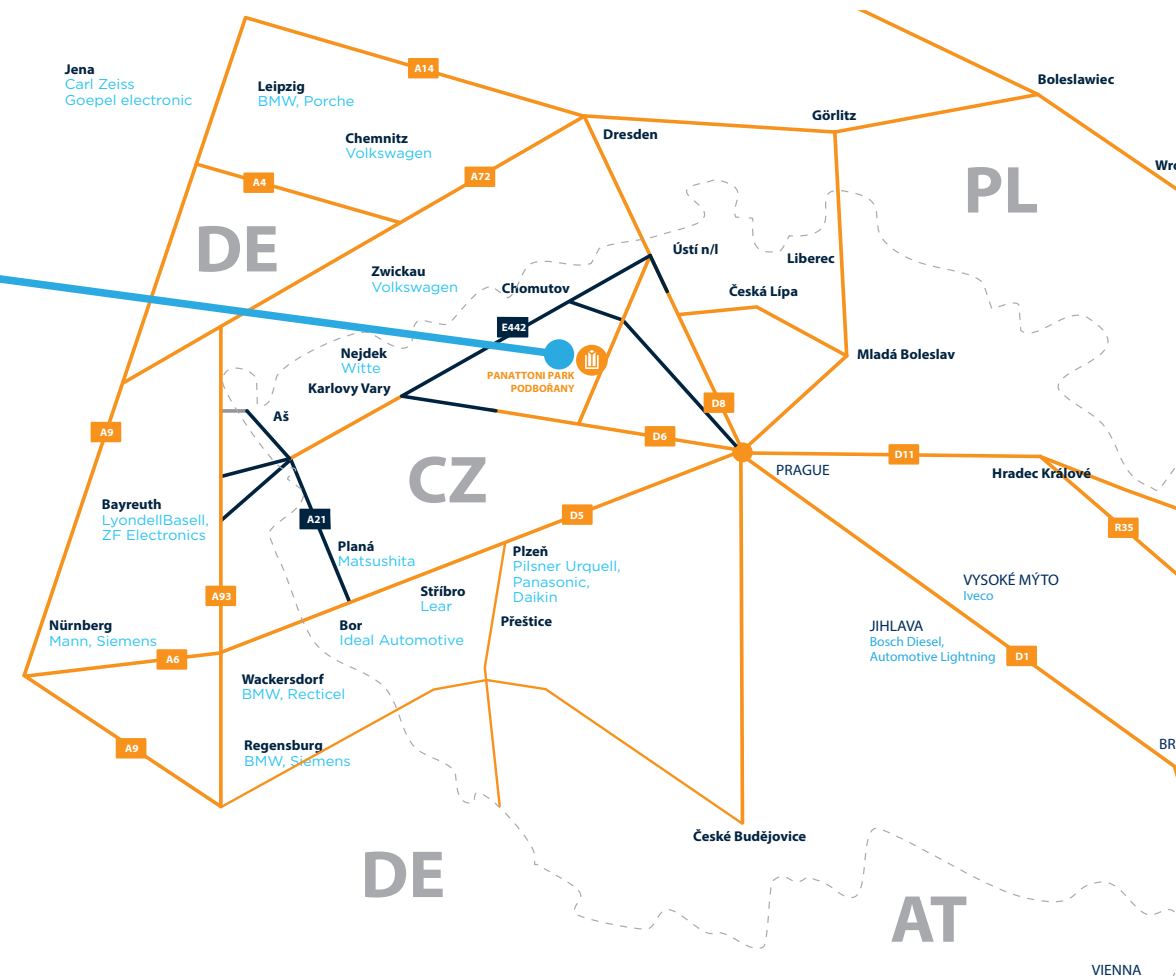 Jena
Carl Zeiss
Goepel electronic
Leipzig
BMW, Porche
A14
Chemnitz
Volkswagen
Dresden
Görlitz
Boleslawiec
A4
A72
PL
DE
Zwickau
Volkswagen
Chomutov
Ústí n/l
Liberec
Česká Lípa
E442
Nejdek
Witte
Karlovy Vary
PANATTONI PARK
PODBOŘANY
Mladá Boleslav
D8
Aš
A9
D6
PRAGUE
D11
Hradec Králové
CZ
Bayreuth
LyondellBasell,
ZF Electronics
A21
D5
R35
Planá
Matsushita
Plzeň
Pilsner Urquell,
Panasonic,
Daikin
Stříbro
Lear
A93
VYSOKÉ MÝTO
Iveco
Nürnberg
Mann, Siemens
Bor
Ideal Automotive
Přeštice
JIHLAVA
Bosch Diesel,
Automotive Lightning
D1
A6
Wackersdorf
BMW, Recticel
A9
Regensburg
BMW, Siemens
BR
České Budějovice
DE
AT
VIENNA